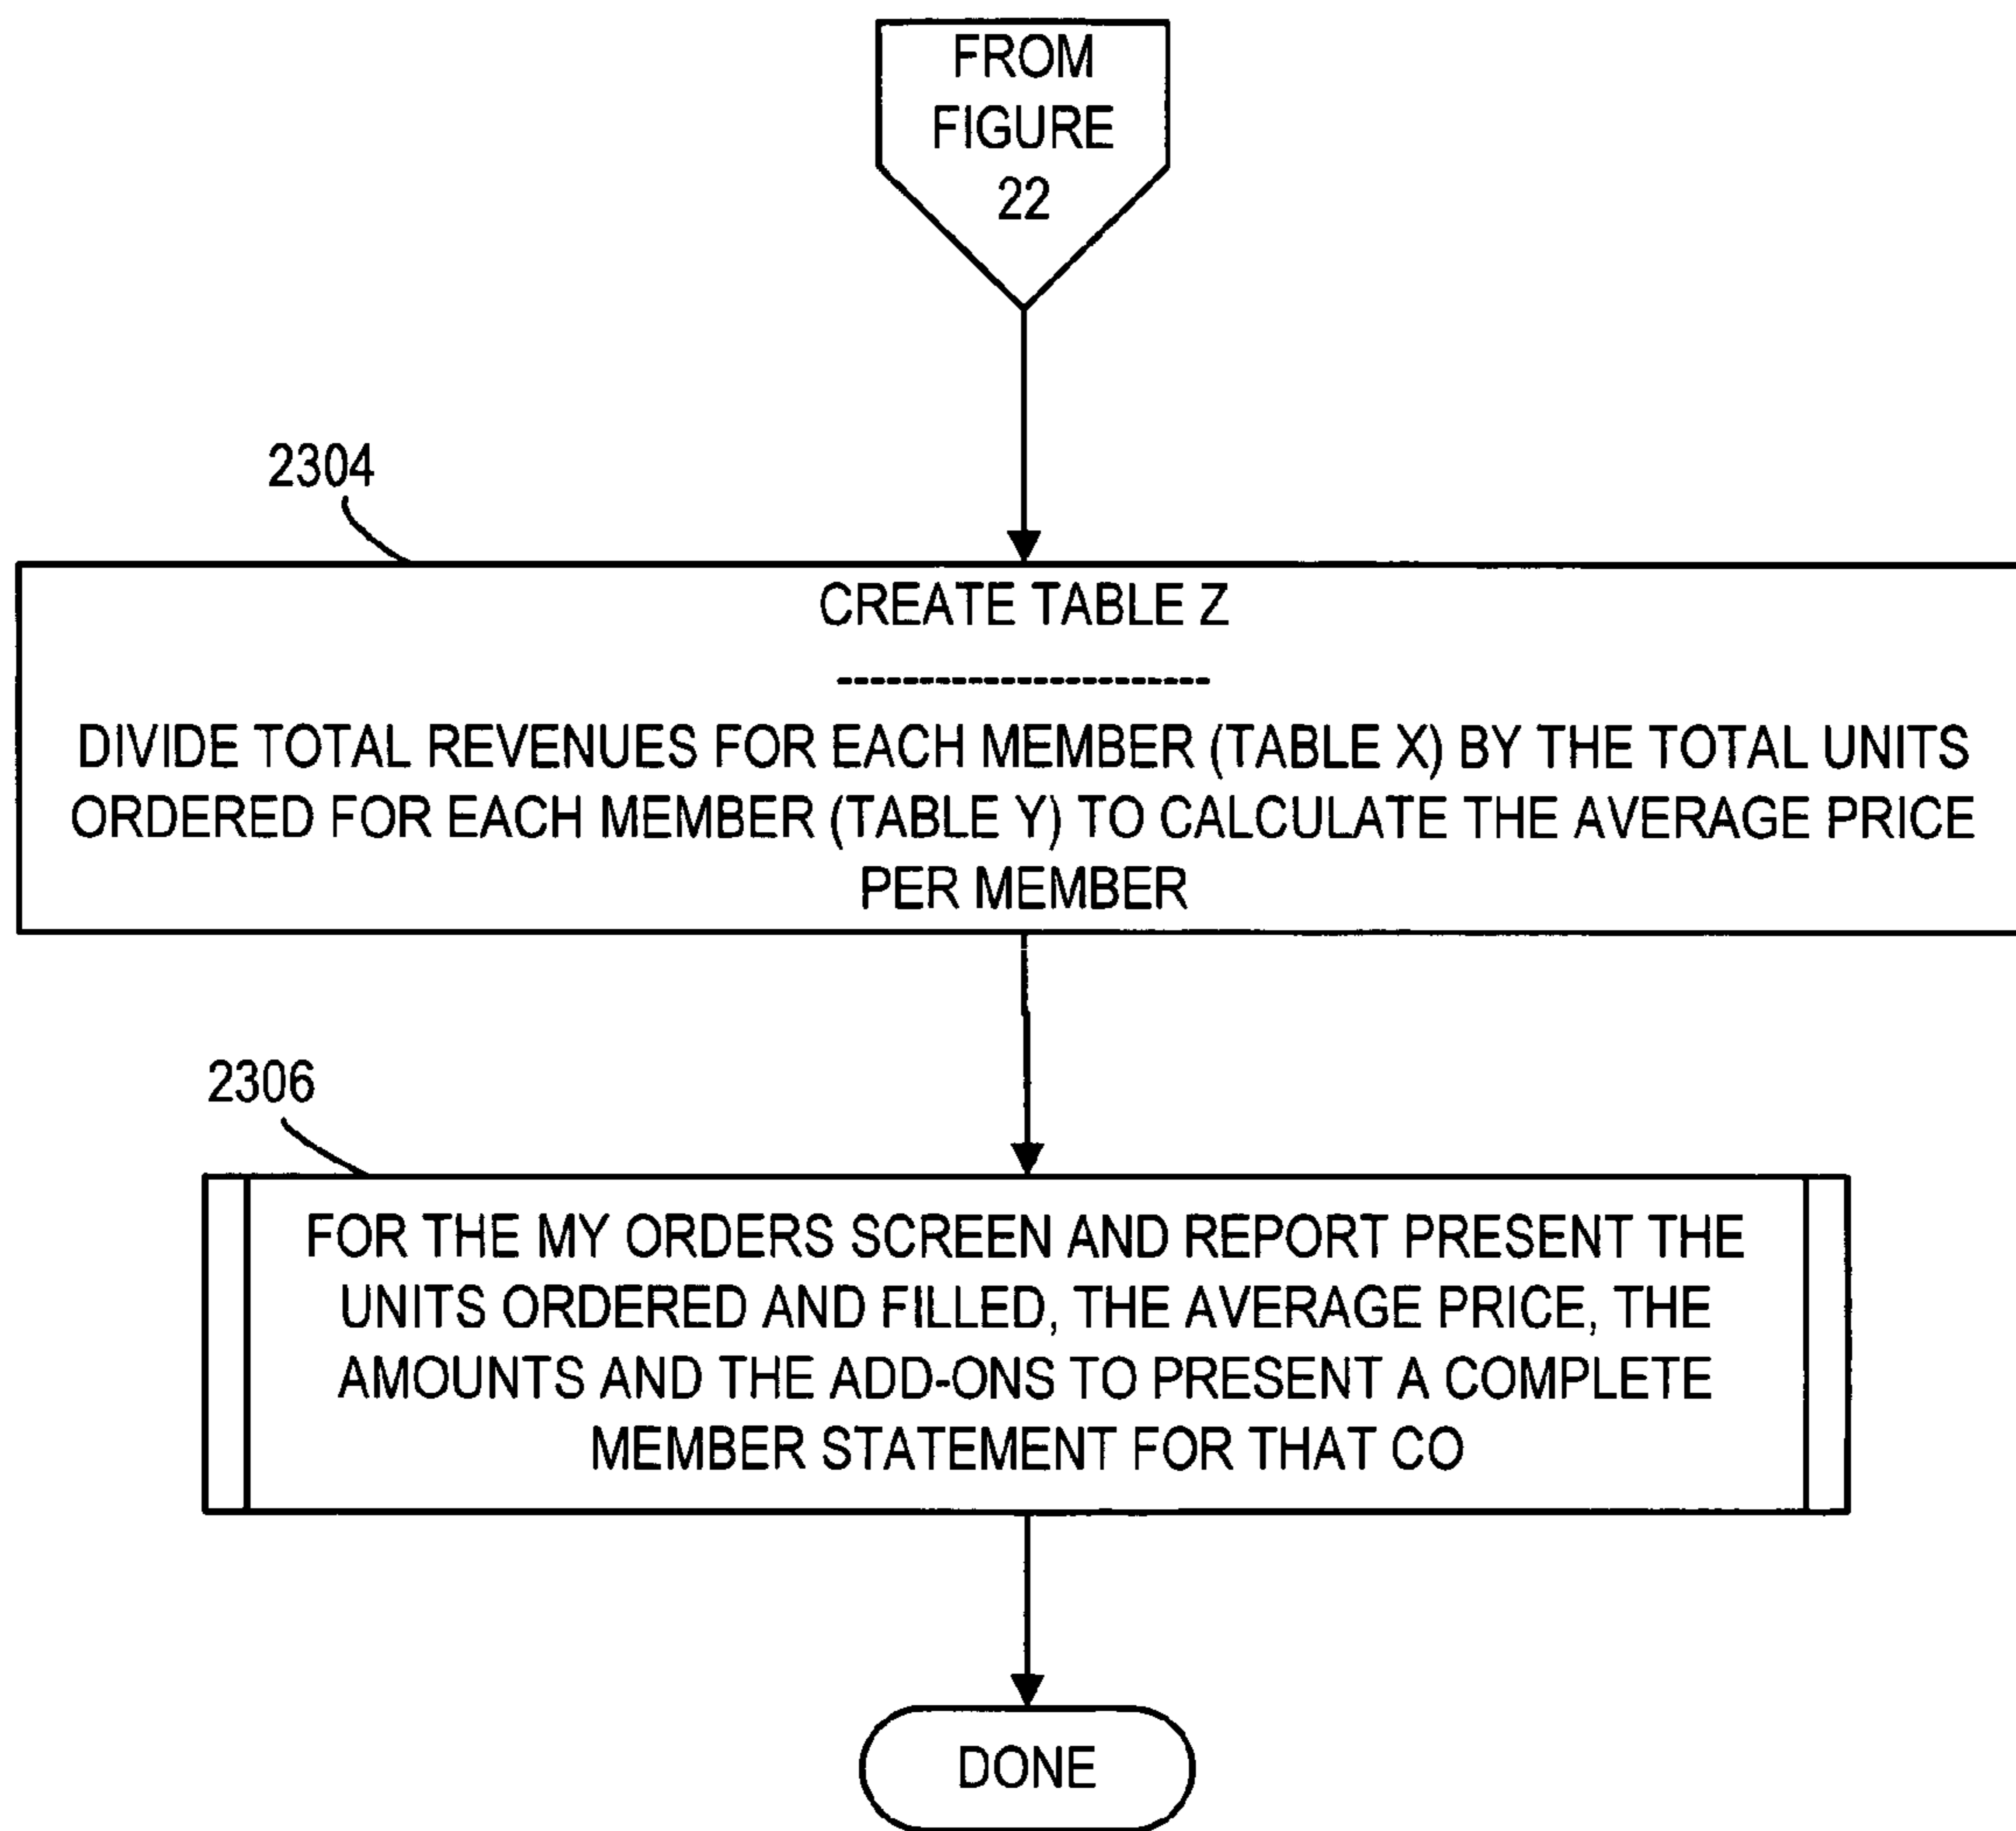 FROM
FIGURE
22
2304
CREATE TABLE Z
-----------------------
DIVIDE TOTAL REVENUES FOR EACH MEMBER (TABLE X) BY THE TOTAL UNITS
ORDERED FOR EACH MEMBER (TABLE Y) TO CALCULATE THE AVERAGE PRICE
PER MEMBER
2306
FOR THE MY ORDERS SCREEN AND REPORT PRESENT THE
UNITS ORDERED AND FILLED, THE AVERAGE PRICE, THE
AMOUNTS AND THE ADD-ONS TO PRESENT A COMPLETE
MEMBER STATEMENT FOR THAT CO
DONE